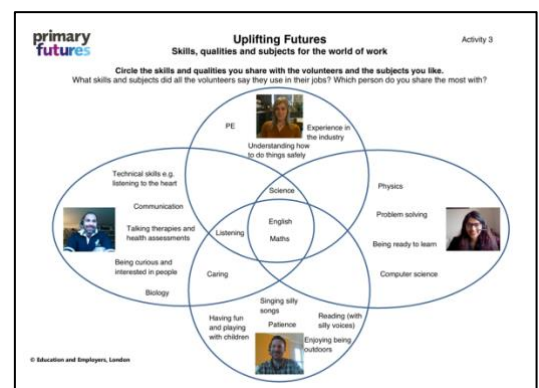 primary
futures
Uplifting Futures
Skills, qualities and subjects for the world of work
Activity 3
Circle the skills and qualities you share with the volunteers and the subjects you like.
What skills and subjects did all the volunteers say they use in their jobs? Which person do you share the most with?
PE
Experience in
the industry
Understanding how
to do things safely
Technical skills e.g.
listening to the heart
Communication
Talking therapies and
health assessments
Being curious and
interested in people
Biology
Science
English
Maths
Listening
Caring
Physics
Problem solving
Being ready to learn
Computer science
Singing silly
songs
Having fun
and playing
with children
Patience
Reading (with
silly voices)
Enjoying being
outdoors
© Education and Employers, London